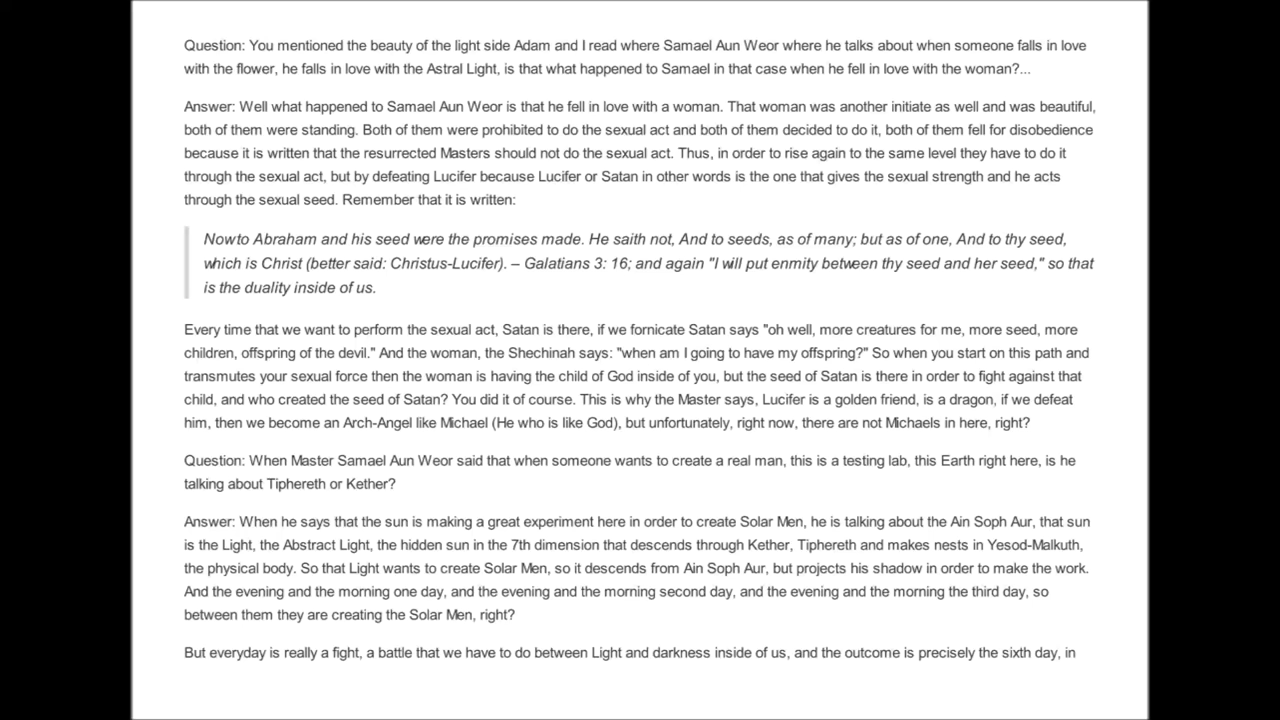 Question: You mentioned the beauty of the light side Adam and I read where Samael Aun Weor where he talks about when someone falls in love
with the flower, he falls in love with the Astral Light, is that what happened to Samael in that case when he fell in love with the woman?...
Answer: Well what happened to Samael Aun Weor is that he fell in love with a woman. That woman was another initiate as well and was beautiful,
both of them were standing. Both of them were prohibited to do the sexual act and both of them decided to do it, both of them fell for disobedience
because it is written that the resurrected Masters should not do the sexual act. Thus, in order to rise again to the same level they have to do it
through the sexual act, but by defeating Lucifer because Lucifer or Satan in other words is the one that gives the sexual strength and he acts
through the sexual seed. Remember that it is written:
Now to Abraham and his seed were the promises made. He saith not, And to seeds, as of many; but as of one, And to thy seed,
which is Christ (better said: Christus-Lucifer). – Galatians 3: 16; and again "I will put enmity between thy seed and her seed," so that
is the duality inside of us.
Every time that we want to perform the sexual act, Satan is there, if we fornicate Satan says "oh well, more creatures for me, more seed, more
children, offspring of the devil." And the woman, the Shechinah says: "when am I going to have my offspring?" So when you start on this path and
transmutes your sexual force then the woman is having the child of God inside of you, but the seed of Satan is there in order to fight against that
child, and who created the seed of Satan? You did it of course. This is why the Master says, Lucifer is a golden friend, is a dragon, if we defeat
him, then we become an Arch-Angel like Michael (He who is like God), but unfortunately, right now, there are not Michaels in here, right?
Question: When Master Samael Aun Weor said that when someone wants to create a real man, this is a testing lab, this Earth right here, is he
talking about Tiphereth or Kether?
Answer: When he says that the sun is making a great experiment here in order to create Solar Men, he is talking about the Ain Soph Aur, that sun
is the Light, the Abstract Light, the hidden sun in the 7th dimension that descends through Kether, Tiphereth and makes nests in Yesod-Malkuth,
the physical body. So that Light wants to create Solar Men, so it descends from Ain Soph Aur, but projects his shadow in order to make the work.
And the evening and the morning one day, and the evening and the morning second day, and the evening and the morning the third day, so
between them they are creating the Solar Men, right?
But everyday is really a fight, a battle that we have to do between Light and darkness inside of us, and the outcome is precisely the sixth day, in